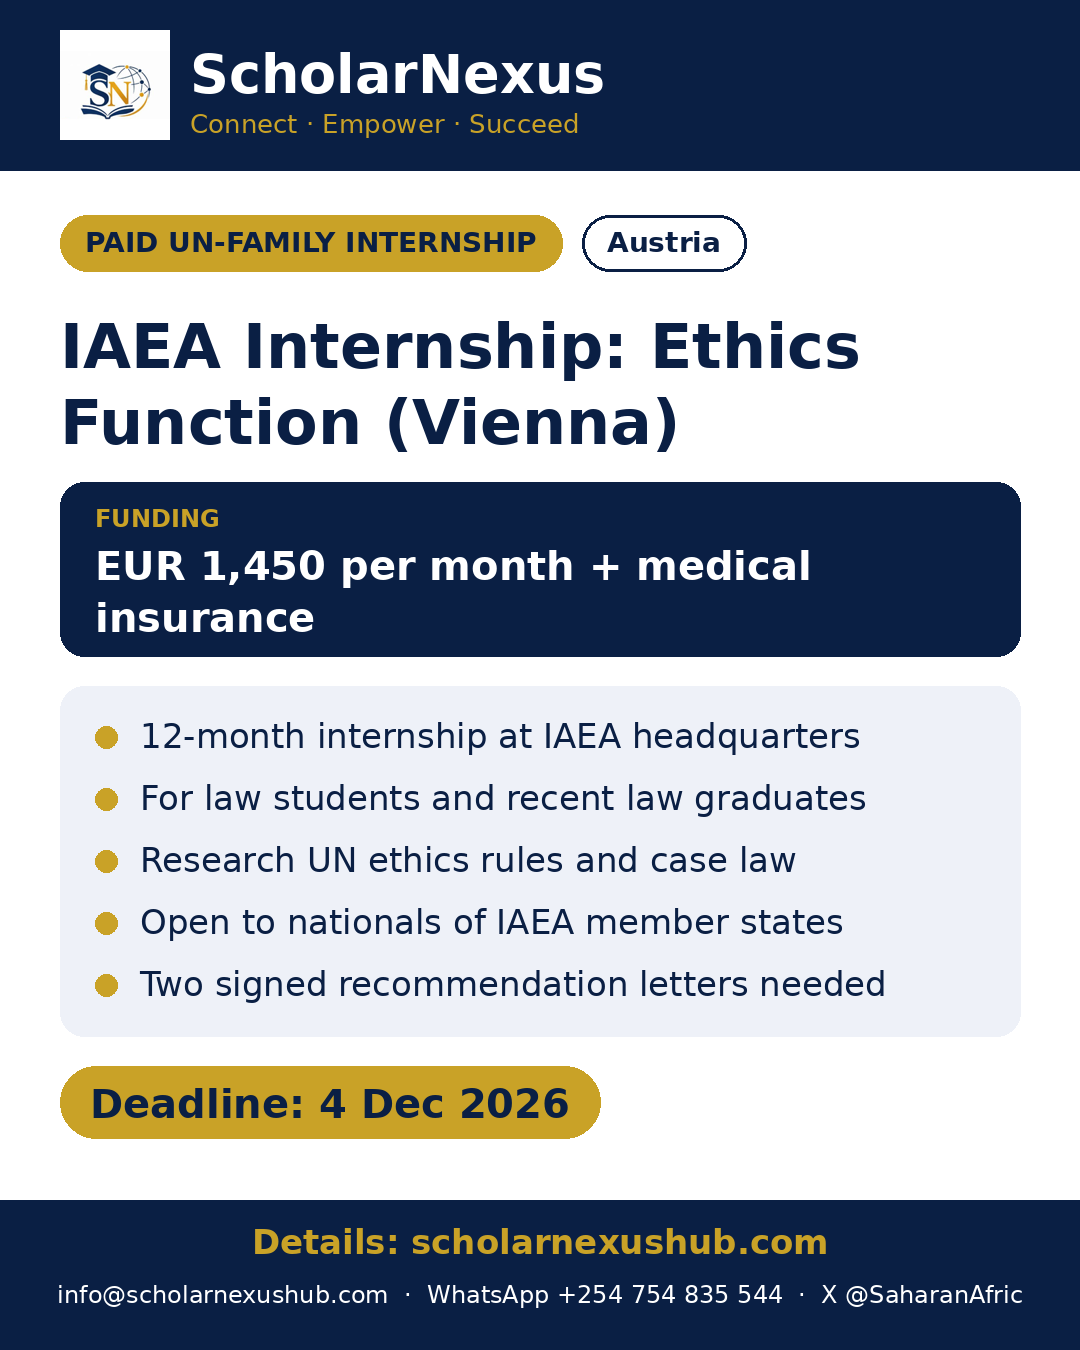 SN
ScholarNexus
Connect · Empower · Succeed
PAID UN-FAMILY INTERNSHIP
Austria
IAEA Internship: Ethics
Function (Vienna)
FUNDING
EUR 1,450 per month + medical
insurance
12-month internship at IAEA headquarters
For law students and recent law graduates
Research UN ethics rules and case law
Open to nationals of IAEA member states
Two signed recommendation letters needed
Deadline: 4 Dec 2026
Details: scholarnexushub.com
info@scholarnexushub.com · WhatsApp +254 754 835 544 · X @SaharanAfric